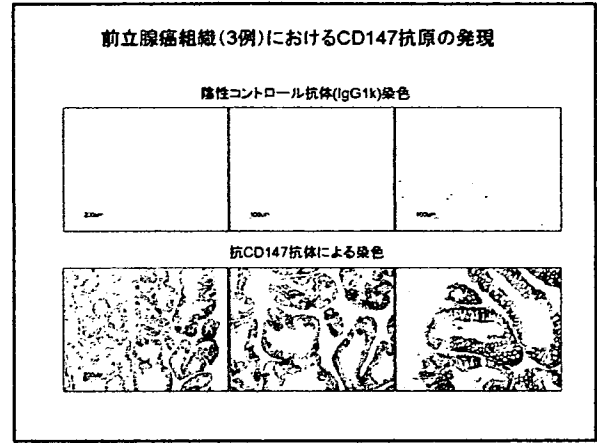 前立腺癌組織(3例)におけるCD147抗原の発現
陰性コントロール抗体(IgG1k)染色
抗CD147抗体による染色